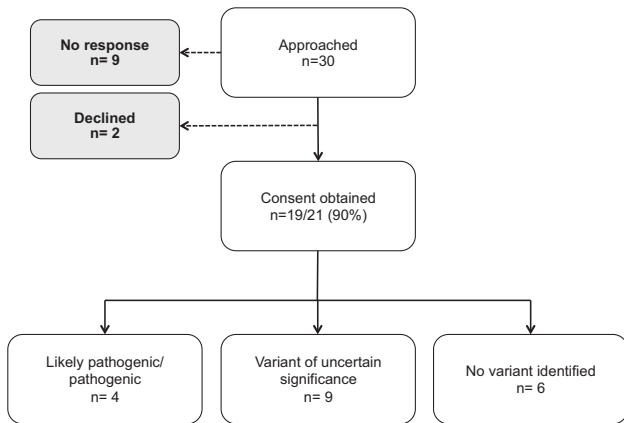 No response
n= 9
Approached
n=30
Declined
n= 2
Consent obtained
n=19/21 (90%)
Likely pathogenic/
pathogenic
n= 4
Variant of uncertain
significance
n= 9
No variant identified
n= 6